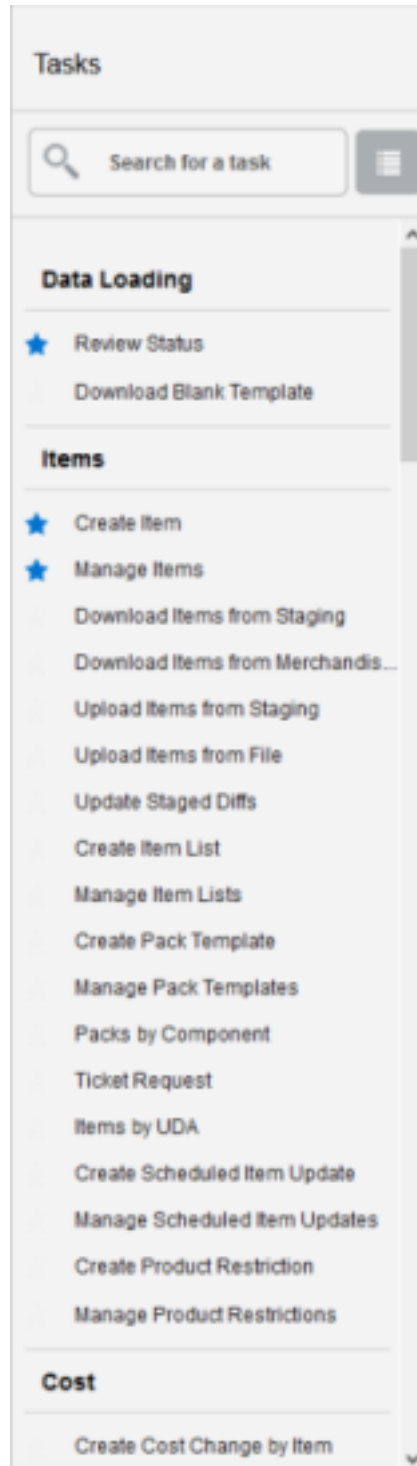 Tasks
Search for a task
Data Loading
Review Status
Download Blank Template
Items
Create Item
Manage Items
Download Items from Staging
Download Items from Merchandis...
Upload Items from Staging
Upload Items from File
Update Staged Diffs
Create Item List
Manage Item Lists
Create Pack Template
Manage Pack Templates
Packs by Component
Ticket Request
Items by UDA
Create Scheduled Item Update
Manage Scheduled Item Updates
Create Product Restriction
Manage Product Restrictions
Cost
Create Cost Change by Item